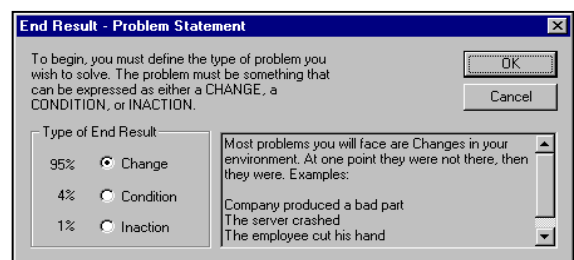 End Result - Problem Statement
To begin, you must define the type of problem you
wish to solve. The problem must be something that
can be expressed as either a CHANGE, a
CONDITION, or INACTION.
OK
Cancel
Type of End Result
95% Change
4% Condition
1% Inaction
Most problems you will face are Changes in your
environment. At one point they were not there, then
they were. Examples:
Company produced a bad part
The server crashed
The employee cut his hand